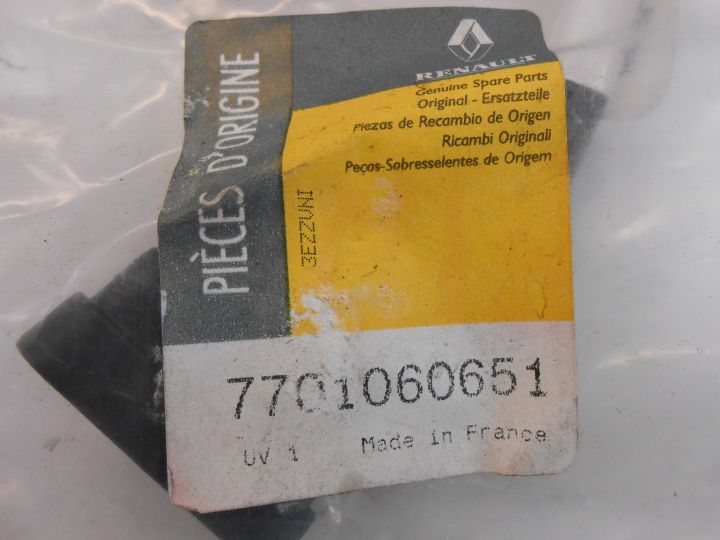 PIÈCES D'ORIGINE
RENAULT
Genuine Spare Parts
Original - Ersatzteile
Piezas de Recambio de Origen
Ricambi Originali
Peças-Sobresselentes de Origem
3EZZUNI
7701060651
UV 1 Made in France